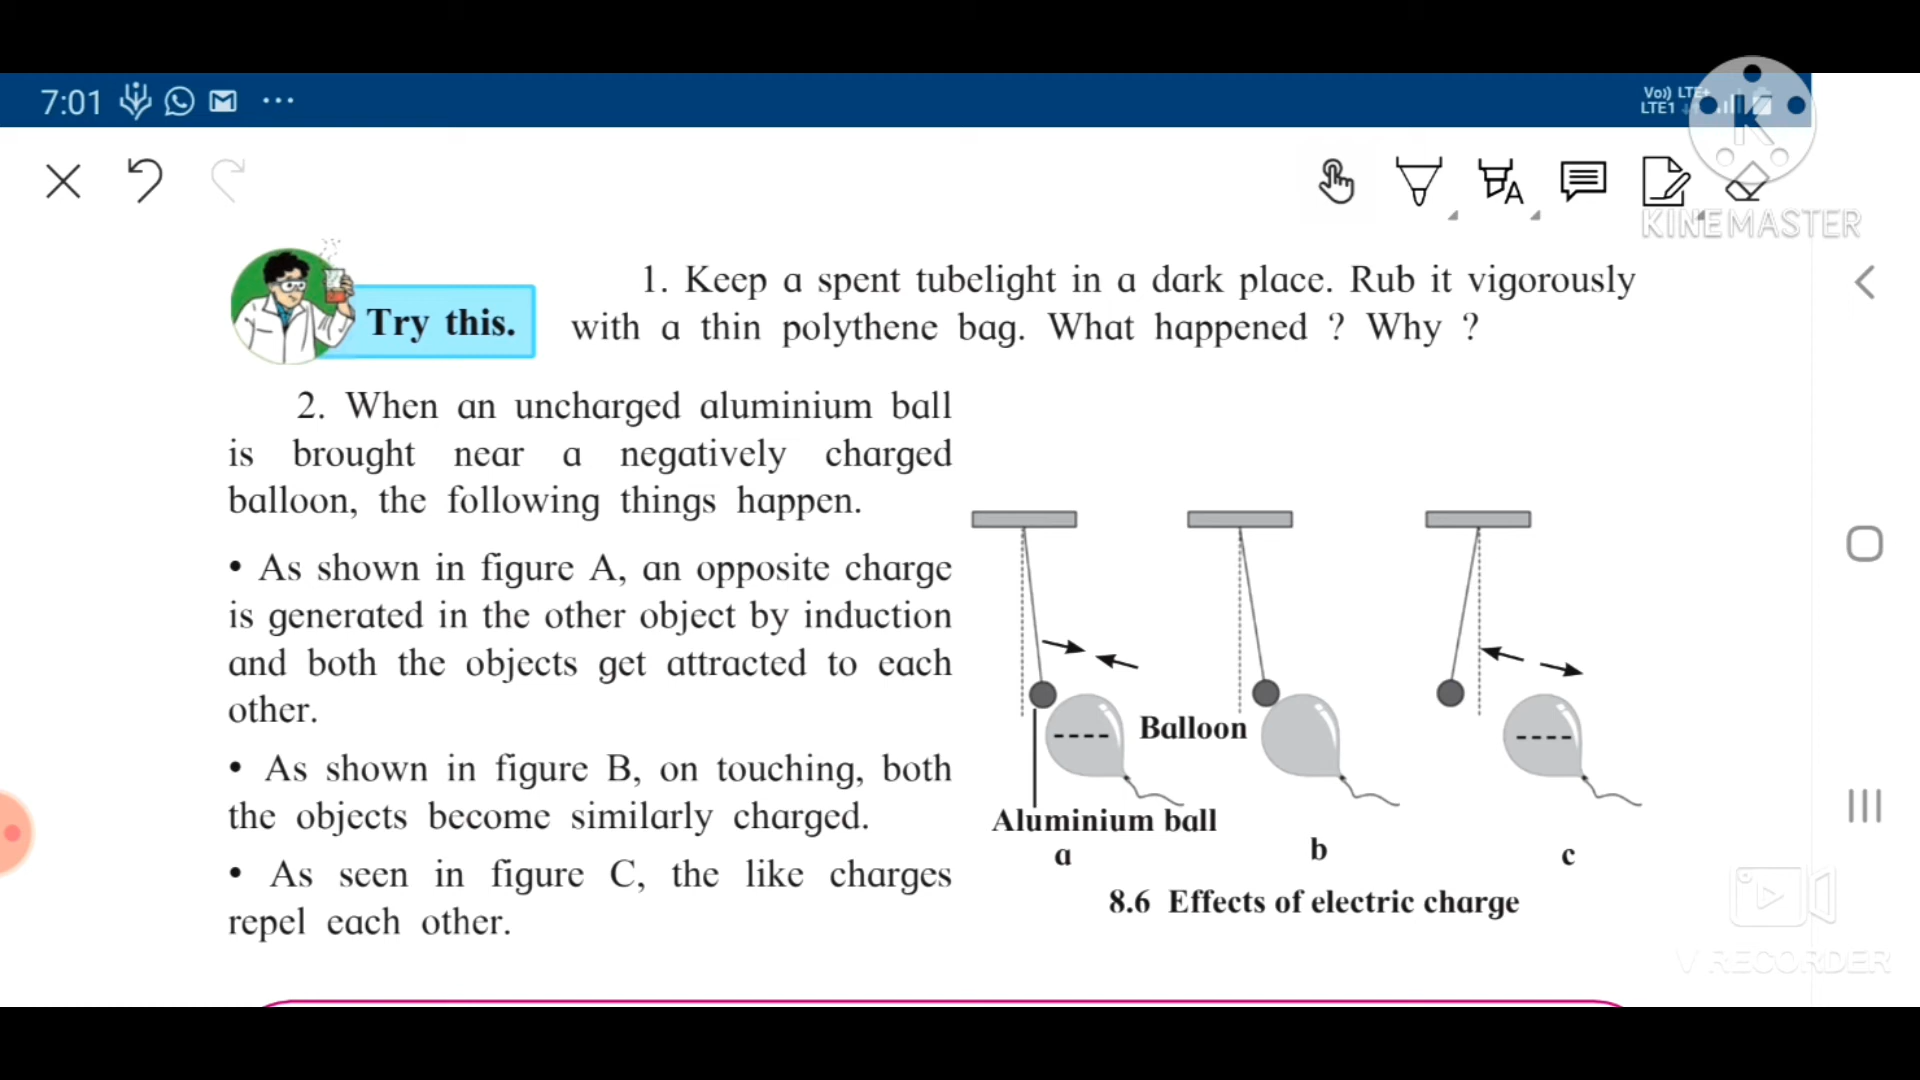 7:01
Vo)) LTE+
LTE1
K
KINEMASTER
Try this.
1. Keep a spent tubelight in a dark place. Rub it vigorously
with a thin polythene bag. What happened ? Why ?
2. When an uncharged aluminium ball
is brought near a negatively charged
balloon, the following things happen.
• As shown in figure A, an opposite charge
is generated in the other object by induction
and both the objects get attracted to each
other.
• As shown in figure B, on touching, both
the objects become similarly charged.
• As seen in figure C, the like charges
repel each other.
Balloon
Aluminium ball
a
b
c
8.6 Effects of electric charge
V RECORDER